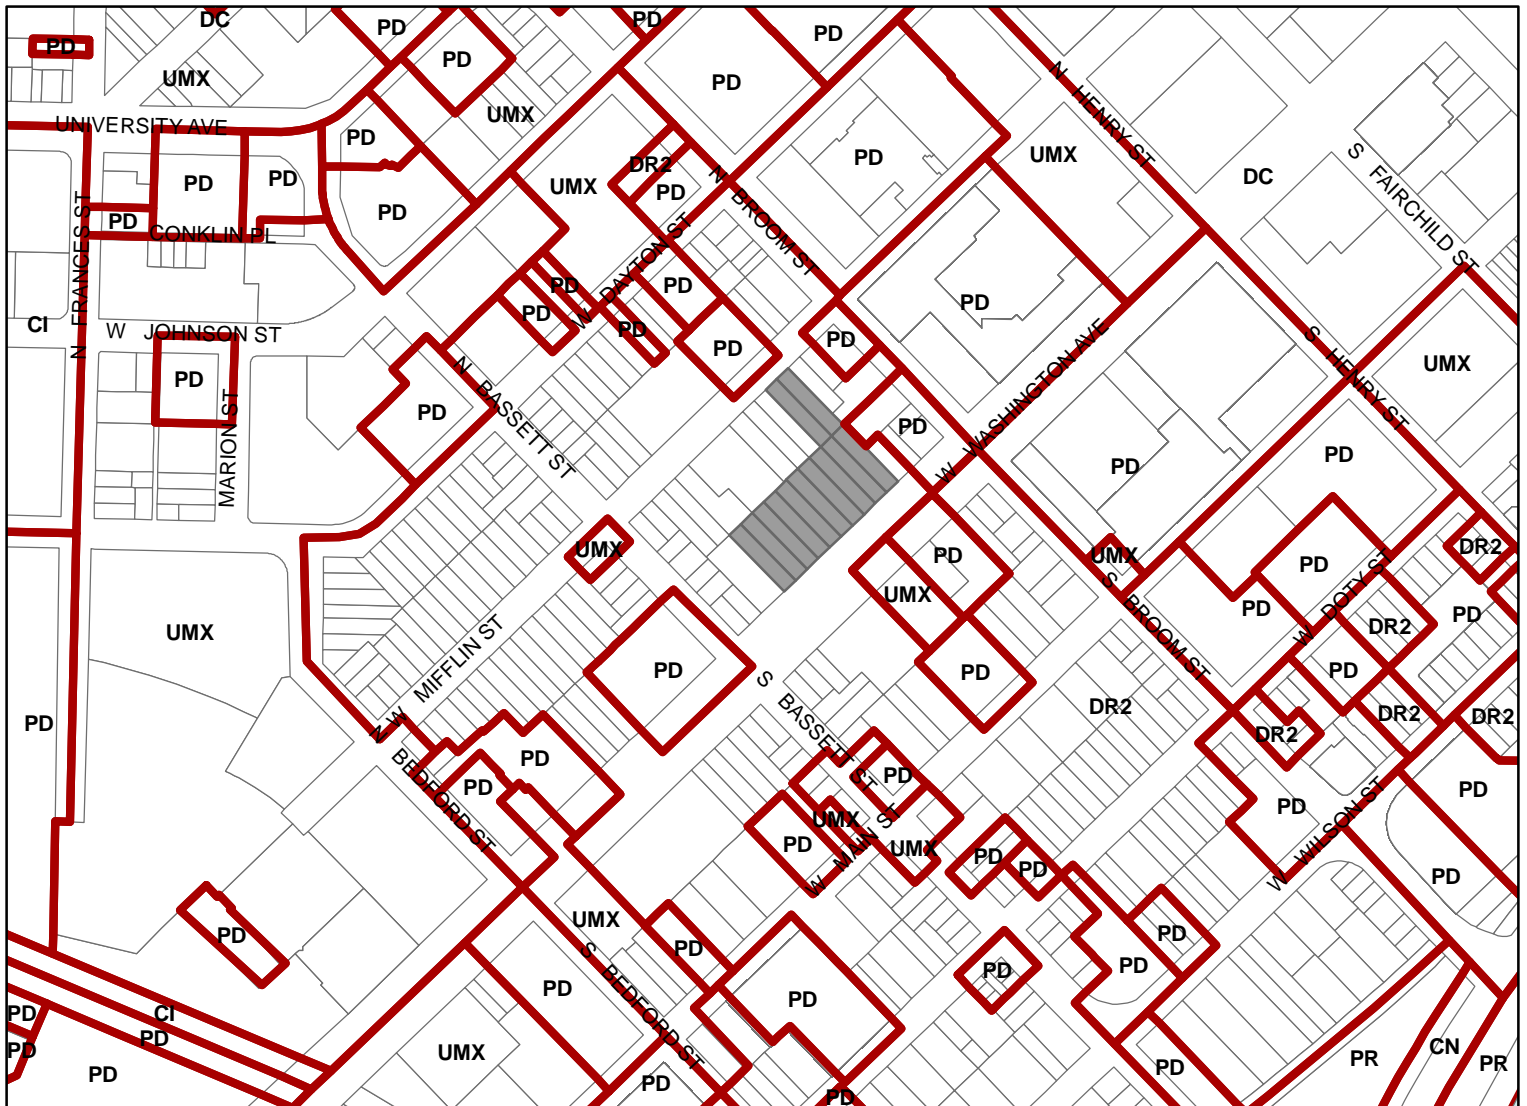 DC
PD
PD
PD
PD
PD
UMX
PD
PD
UMX
UNIVERSITY AVE
PD
PD
UMX
N HENRY ST
DC
S FAIRCHILD ST
PD
PD
DR2
PD
UMX
N BROOM ST
PD
PD
CONKLIN PL
N FRANCES ST
W DAYTON ST
PD
PD
PD
PD
PD
CI
W JOHNSON ST
PD
PD
PD
S HENRY ST
UMX
PD
MARION ST
N BASSETT ST
PD
PD
W WASHINGTON AVE
PD
PD
UMX
PD
UMX
PD
DR2
UMX
S BROOM ST
PD
W DOTY ST
PD
DR2
UMX
W MIFFLIN ST
PD
S BASSETT ST
PD
PD
DR2
DR2
DR2
PD
N BEDFORD ST
PD
PD
PD
DR2
PD
PD
W WILSON ST
UMX
W MAIN ST
UMX
PD
PD
PD
PD
UMX
PD
PD
PD
PD
PD
S BEDFORD ST
PD
PD
PD
CI
PD
PD
PD
PD
UMX
PD
PD
PD
PR
CN
PR